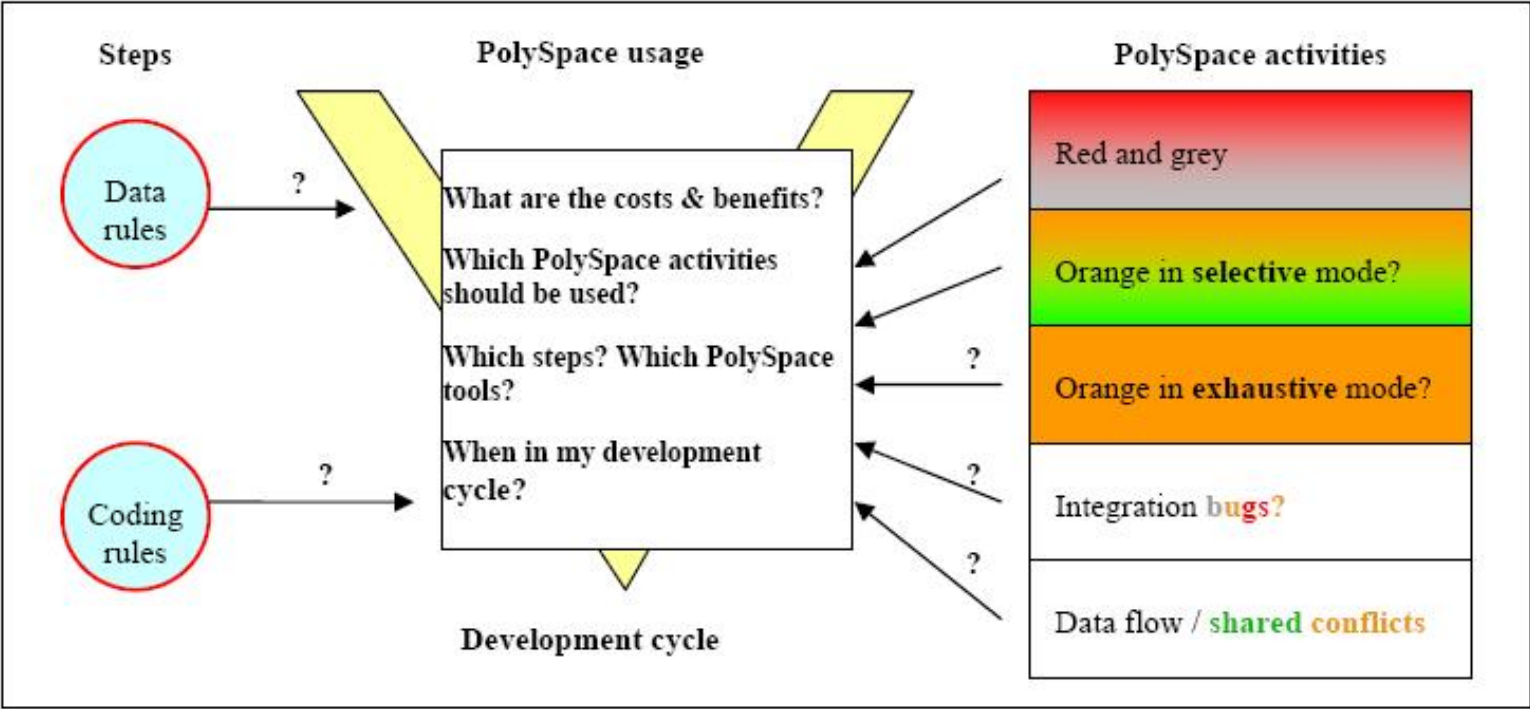 Steps
PolySpace usage
PolySpace activities
Data
rules
?
Coding
rules
?
What are the costs & benefits?
Which PolySpace activities
should be used?
Which steps? Which PolySpace
tools?
When in my development
cycle?
Development cycle
?
?
?
Red and grey
Orange in selective mode?
Orange in exhaustive mode?
Integration bugs?
Data flow / shared conflicts